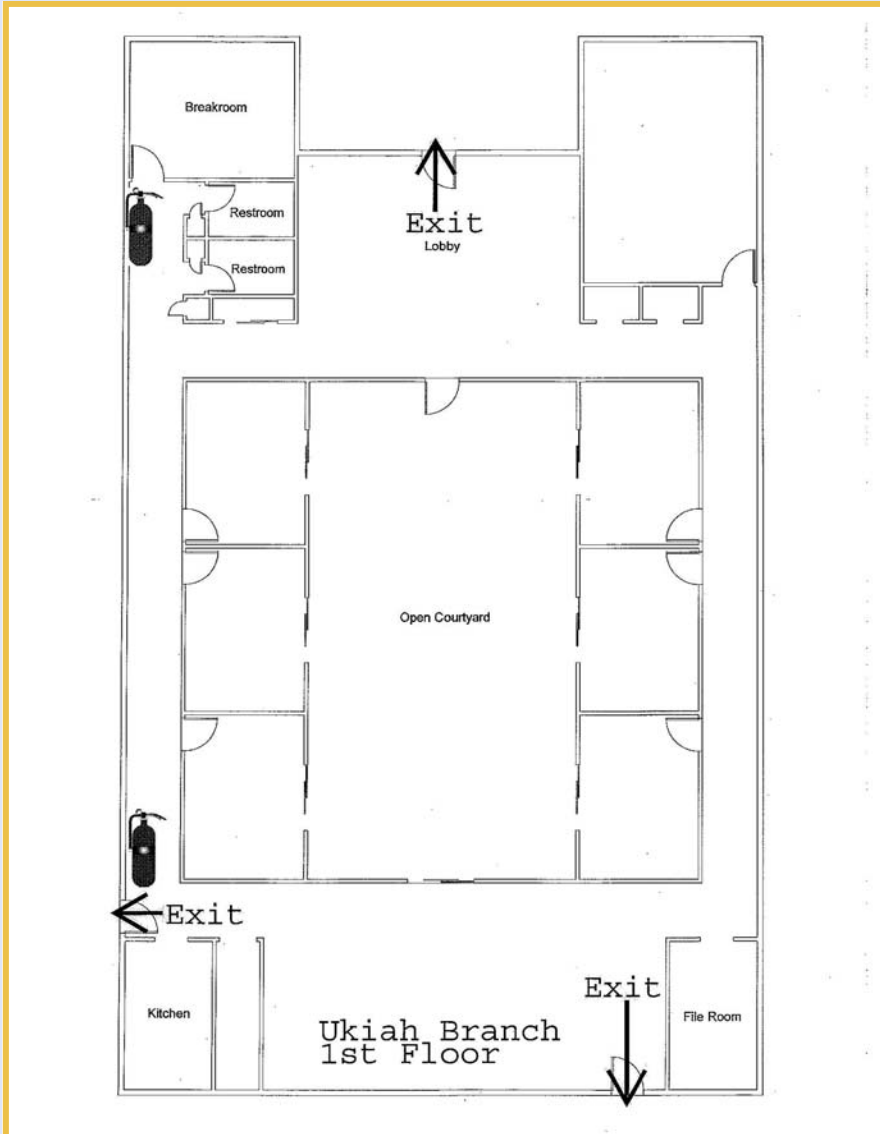 Breakroom
Restroom
Exit
Lobby
Restroom
Open Courtyard
Exit
Exit
Kitchen
File Room
Ukiah Branch
1st Floor